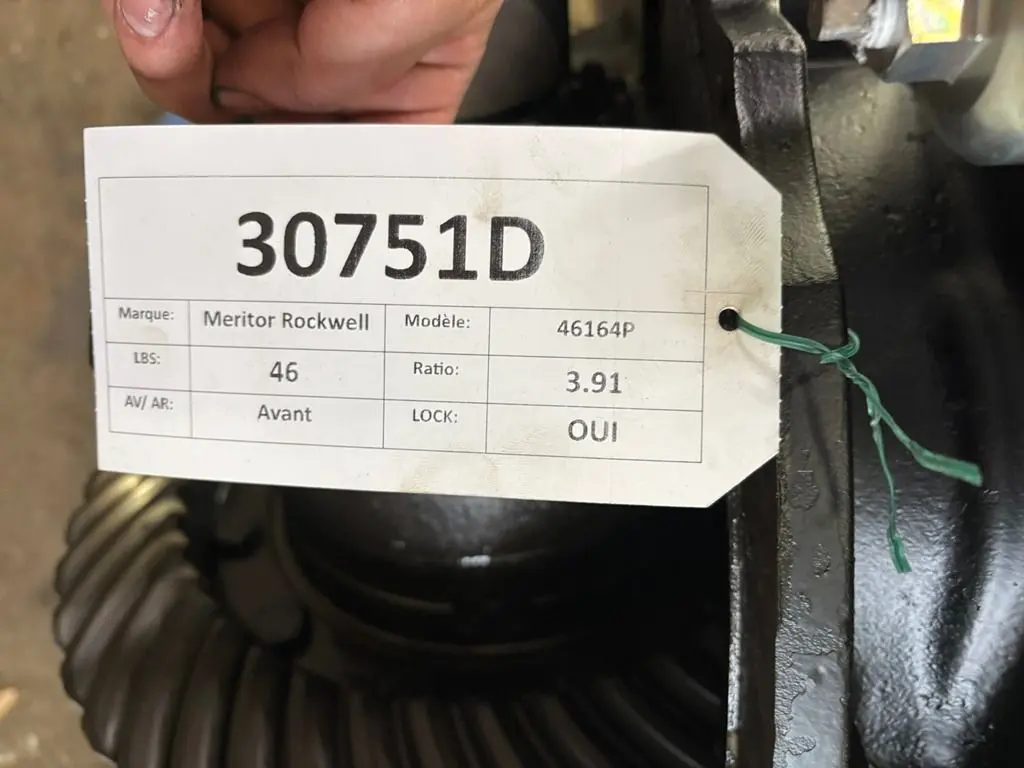 30751D
Marque: Meritor Rockwell Modèle: 46164P
LBS: 46 Ratio: 3.91
AV/ AR: Avant LOCK: OUI